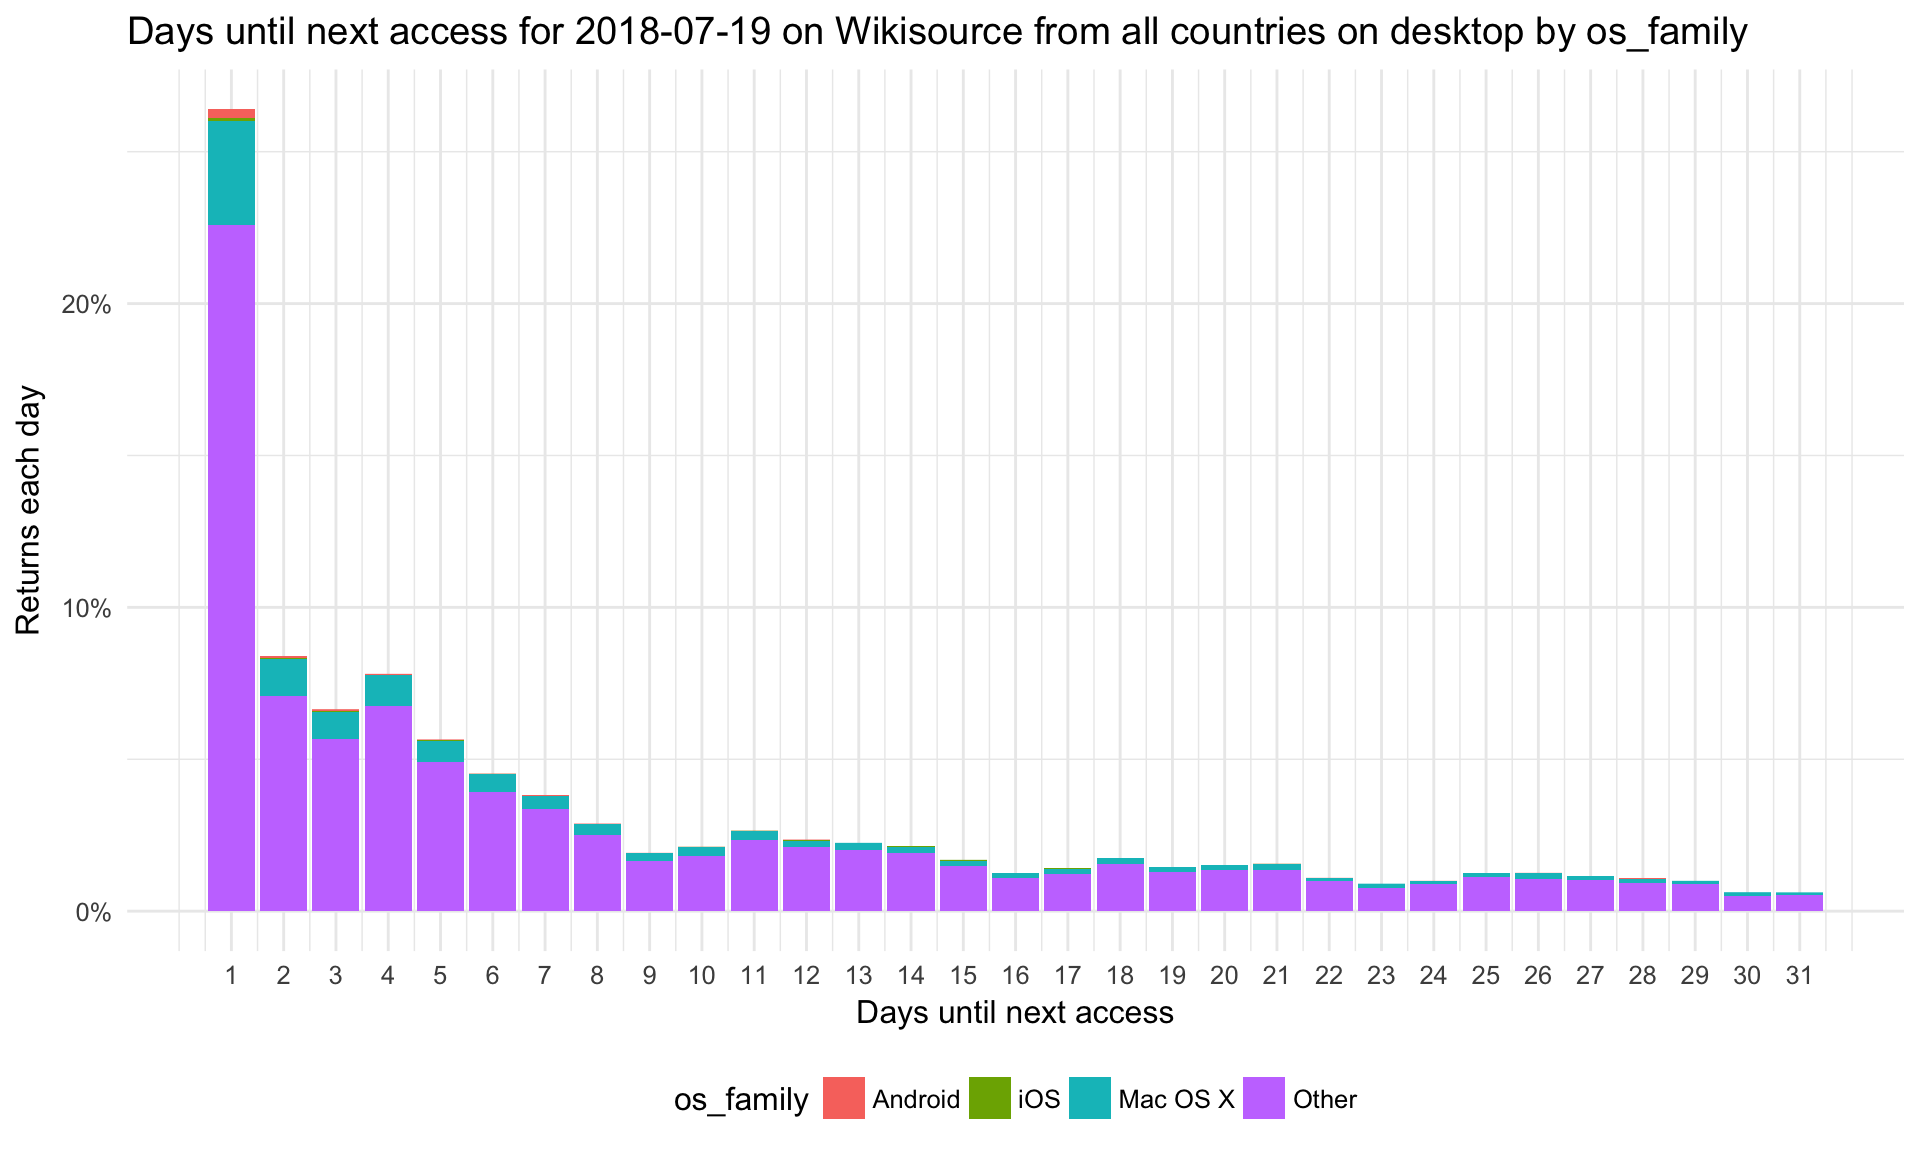 Days until next access for 2018-07-19 on Wikisource from all countries on desktop by os_family
Returns each day
20%
10%
0%
1 2 3 4 5 6 7 8 9 10 11 12 13 14 15 16 17 18 19 20 21 22 23 24 25 26 27 28 29 30 31
Days until next access
os_family Android iOS Mac OS X Other